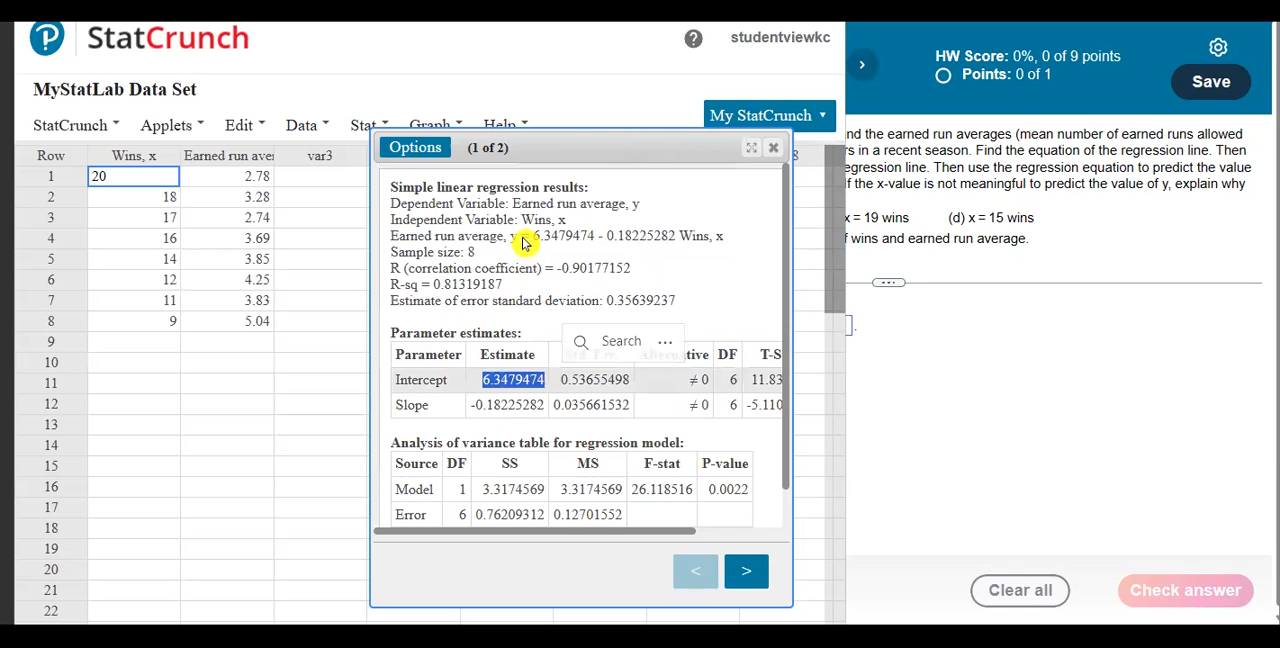 StatCrunch
studentviewkc
HW Score: 0%, 0 of 9 points
Points: 0 of 1
Save
MyStatLab Data Set
StatCrunch Applets Edit Data Stat Graph Help
My StatCrunch
Row Wins, x Earned run aver var3 8
1 20 2.78
2 18 3.28
3 17 2.74
4 16 3.69
5 14 3.85
6 12 4.25
7 11 3.83
8 9 5.04
9
10
11
12
13
14
15
16
17
18
19
20
21
22
Options (1 of 2)
Simple linear regression results:
Dependent Variable: Earned run average, y
Independent Variable: Wins, x
Earned run average, y = 6.3479474 - 0.18225282 Wins, x
Sample size: 8
R (correlation coefficient) = -0.90177152
R-sq = 0.81319187
Estimate of error standard deviation: 0.35639237
Parameter estimates:
Search ...
Parameter Estimate DF T-S
Intercept 6.3479474 0.53655498 ≠ 0 6 11.83
Slope -0.18225282 0.035661532 ≠ 0 6 -5.110
Analysis of variance table for regression model:
Source DF SS MS F-stat P-value
Model 1 3.3174569 3.3174569 26.118516 0.0022
Error 6 0.76209312 0.12701552
< >
nd the earned run averages (mean number of earned runs allowed
rs in a recent season. Find the equation of the regression line. Then
egression line. Then use the regression equation to predict the value
If the x-value is not meaningful to predict the value of y, explain why
x = 19 wins (d) x = 15 wins
f wins and earned run average.
Clear all
Check answer